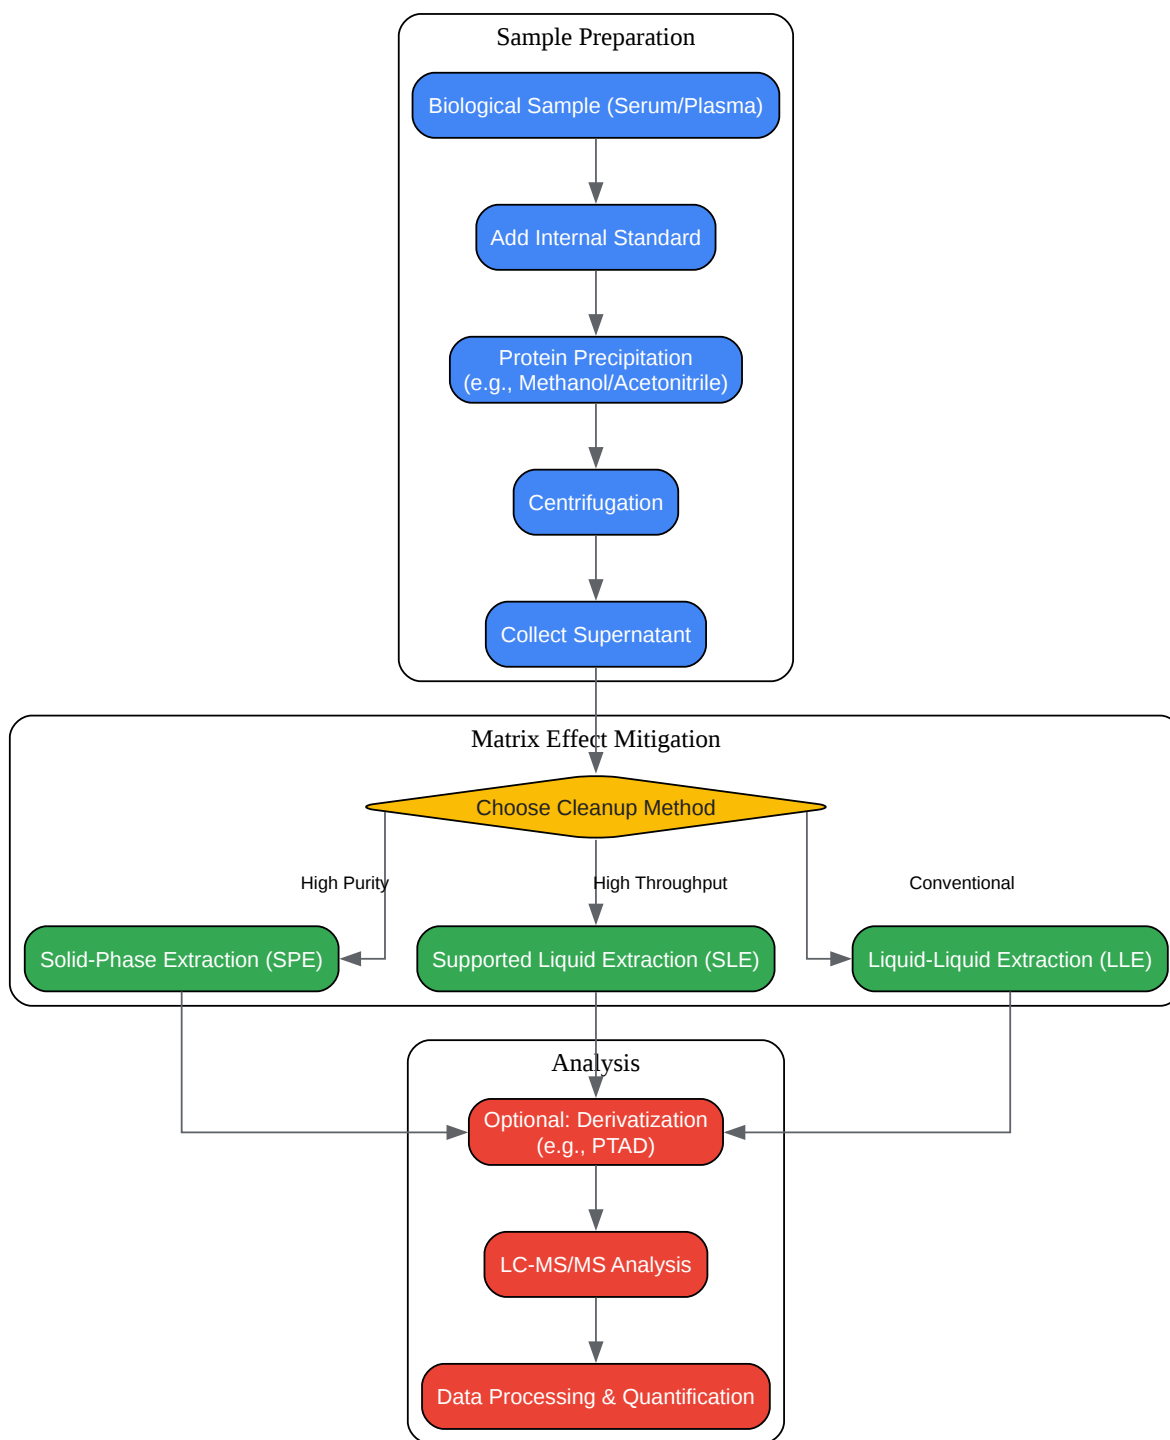 Sample Preparation
Biological Sample (Serum/Plasma)
Add Internal Standard
Protein Precipitation
(e.g., Methanol/Acetonitrile)
Centrifugation
Collect Supernatant
Matrix Effect Mitigation
Choose Cleanup Method
High Purity
High Throughput
Conventional
Solid-Phase Extraction (SPE)
Supported Liquid Extraction (SLE)
Liquid-Liquid Extraction (LLE)
Analysis
Optional: Derivatization
(e.g., PTAD)
LC-MS/MS Analysis
Data Processing & Quantification